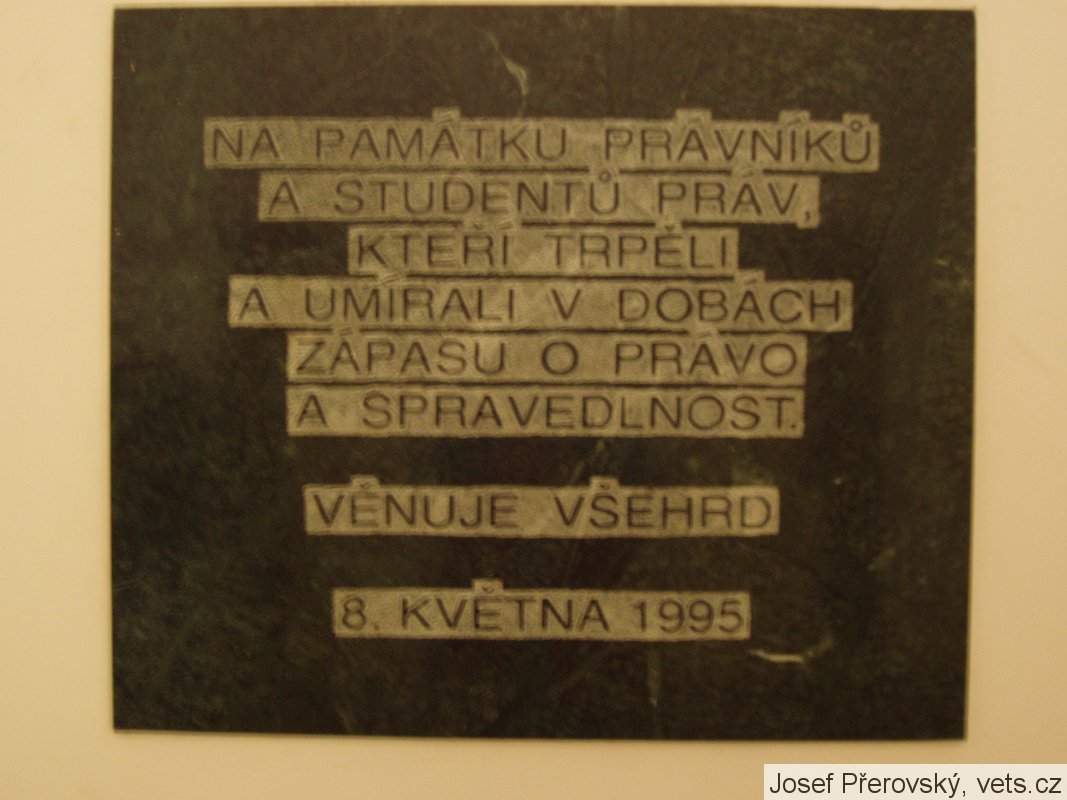 NA PAMÁTKU PRÁVNÍKŮ
A STUDENTŮ PRÁV,
KTEŘÍ TRPĚLI
A UMÍRALI V DOBÁCH
ZÁPASU O PRÁVO
A SPRAVEDLNOST.
VĚNUJE VŠEHRD
8. KVĚTNA 1995
Josef Přerovský, vets.cz